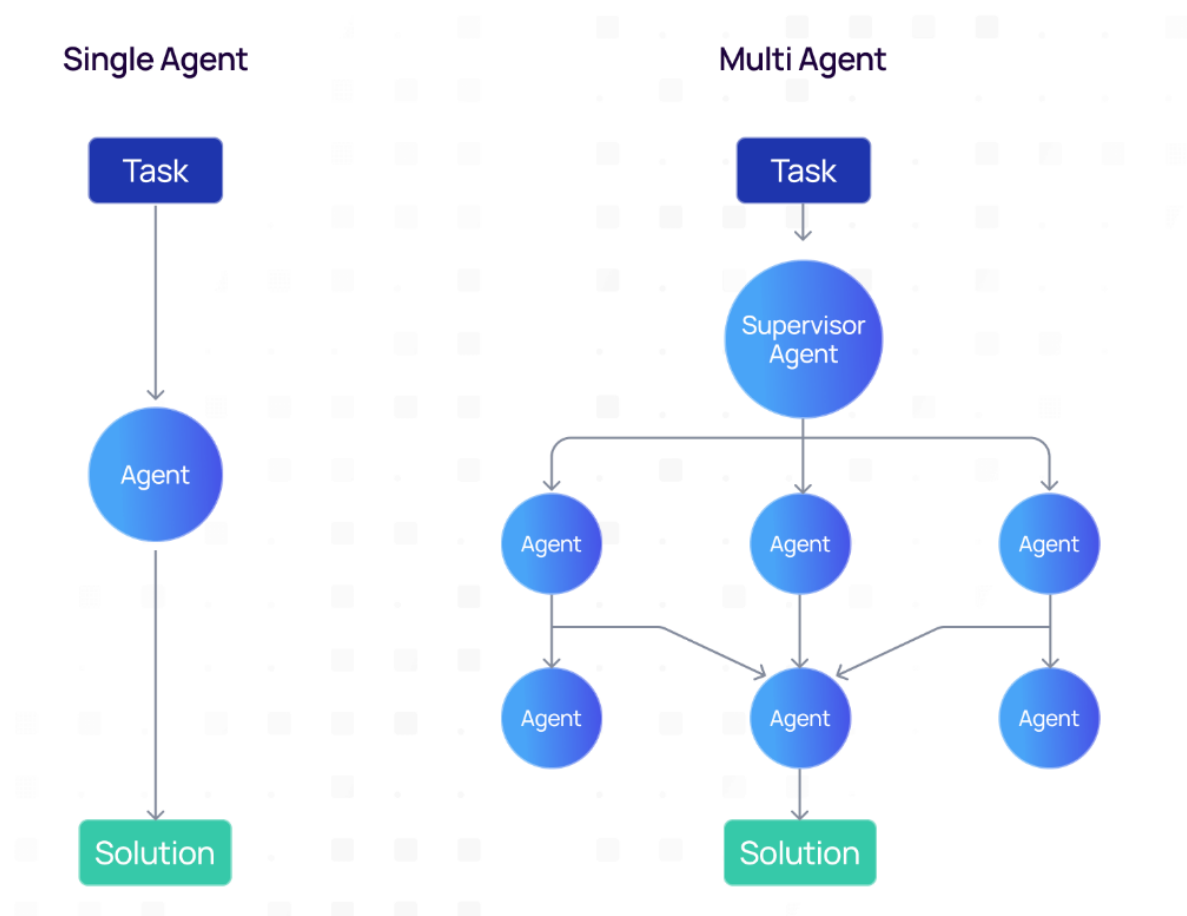 Single Agent
Multi Agent
Task
Task
Supervisor
Agent
Agent
Agent
Agent
Agent
Agent
Agent
Agent
Solution
Solution